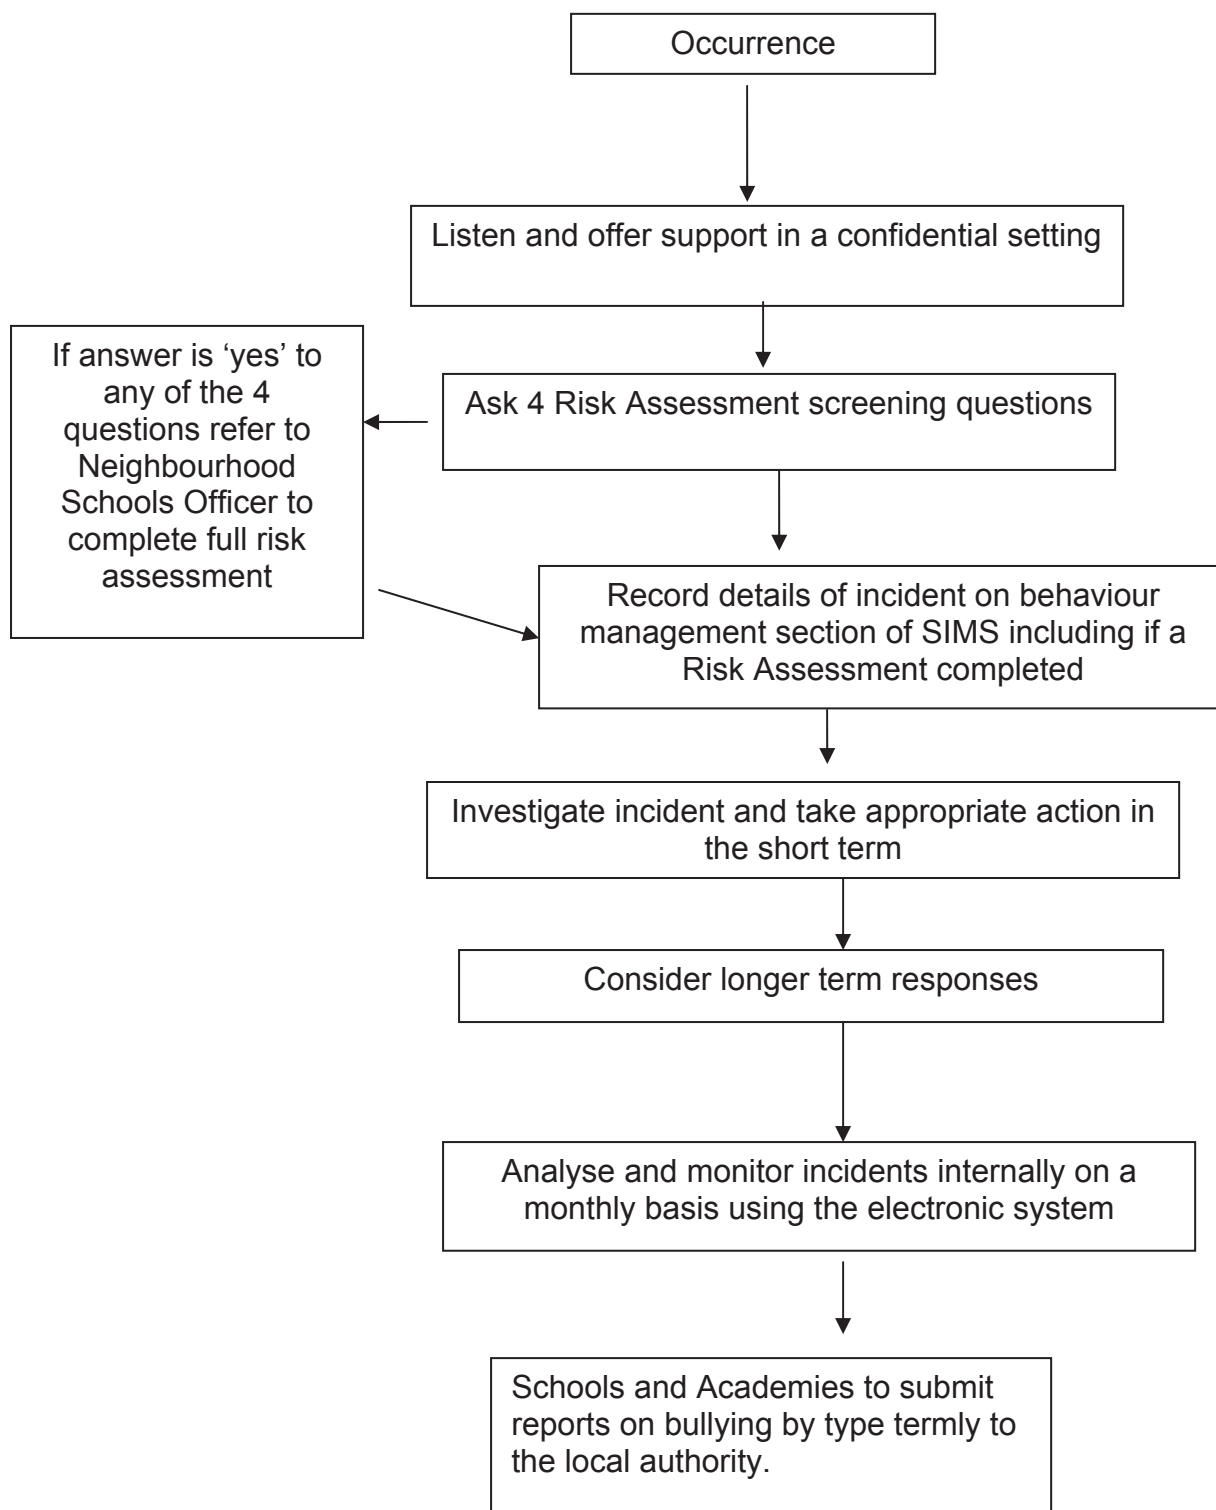 Occurrence
Listen and offer support in a confidential setting
If answer is ‘yes’ to
any of the 4
questions refer to
Neighbourhood
Schools Officer to
complete full risk
assessment
Ask 4 Risk Assessment screening questions
Record details of incident on behaviour
management section of SIMS including if a
Risk Assessment completed
Investigate incident and take appropriate action in
the short term
Consider longer term responses
Analyse and monitor incidents internally on a
monthly basis using the electronic system
Schools and Academies to submit
reports on bullying by type termly to
the local authority.